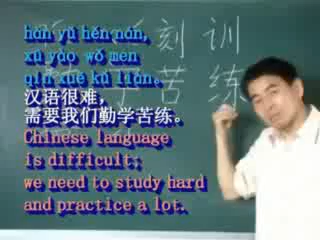 hàn yǔ hén nán,
xū yào wǒ men
qín xué kǔ liàn.
汉语很难，
需要我们勤学苦练。
Chinese language
is difficult;
we need to study hard
and practice a lot.
刻 训
苦 练